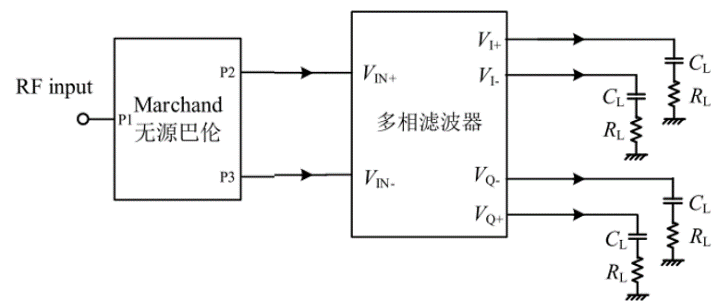 RF input
P1
Marchand
无源巴伦
P2
P3
V_IN+
V_IN-
多相滤波器
V_I+
V_I-
V_Q-
V_Q+
C_L
R_L
C_L
R_L
C_L
R_L
C_L
R_L